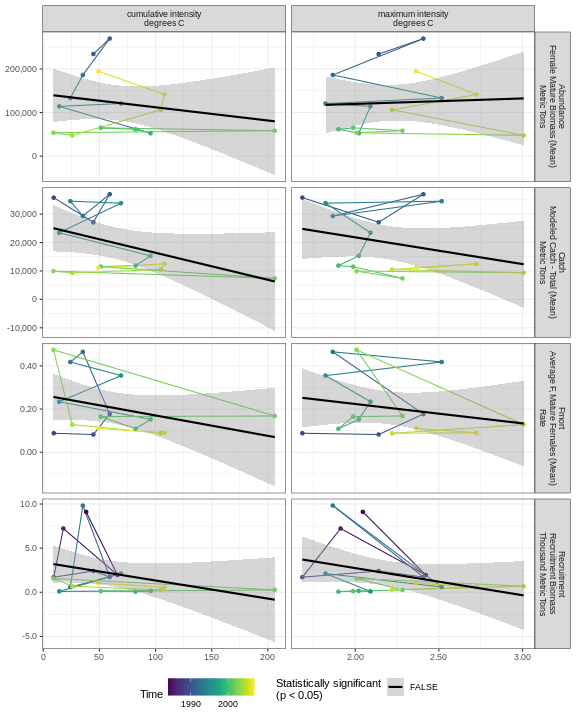 cumulative intensity
degrees C
maximum intensity
degrees C
200,000
100,000
0
Abundance
Female Mature Biomass (Mean)
Metric Tons
30,000
20,000
10,000
0
-10,000
Catch
Modeled Catch - Total (Mean)
Metric Tons
0.40
0.20
0.00
Fmort
Average F, Mature Females (Mean)
Rate
10.0
5.0
0.0
-5.0
Recruitment
Recruitment Biomass
Thousand Metric Tons
0 50 100 150 200
2.00 2.50 3.00
Time
1990 2000
Statistically significant
(p < 0.05)
FALSE